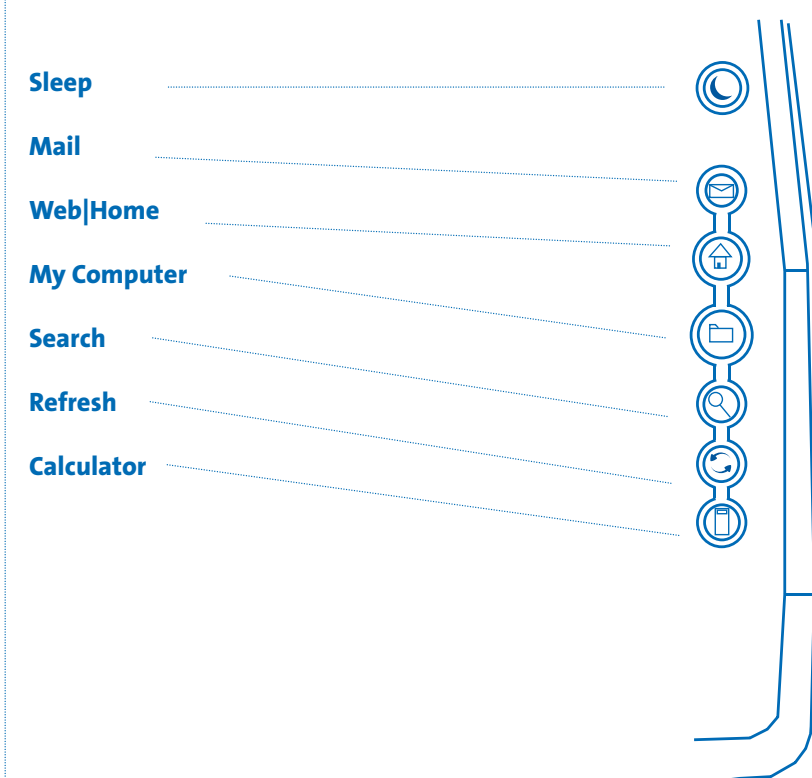 Sleep
Mail
Web|Home
My Computer
Search
Refresh
Calculator